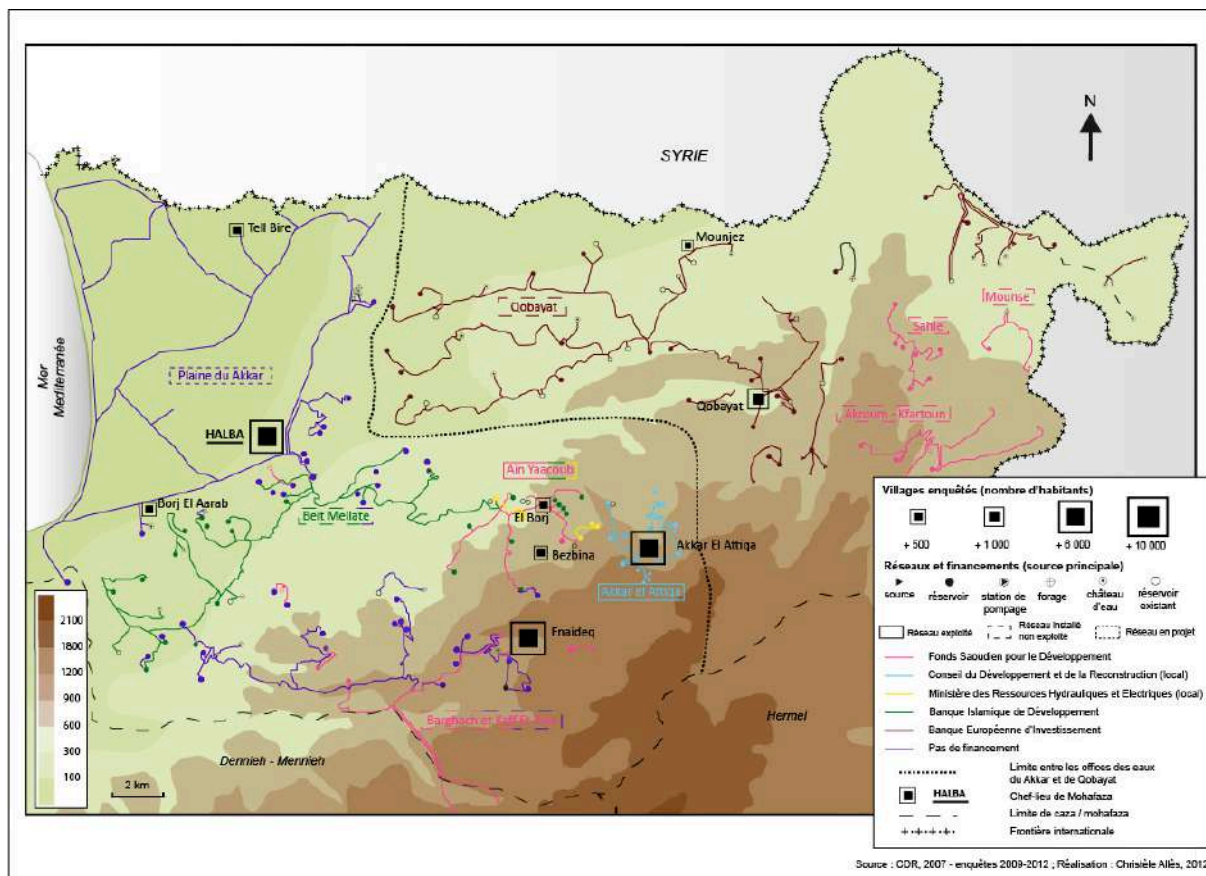 N
SYRIE
Mer
Mediterranée
Tell Bire
Mounjez
Qobayat
Mounse
Sahle
Plaine du Akkar
Qobayat
HALBA
Akroum - Kfartoun
Ain Yaacoub
Borj El Aarab
Beit Mellate
El Borj
Akkar El Attiqa
Bezbina
Akkar el Attiqa
Fnaideq
2100
1800
1200
900
600
300
100
Barghach et
Hermel
Dennieh - Mennieh
2 km
Villages enquêtés (nombre d'habitants)
+ 500
+ 1 000
+ 6 000
+ 10 000
Réseaux et financements (source principale)
source
réservoir
station de
pompage
forage
château
d'eau
réservoir
existant
Réseau exploité
Réseau installé
non exploité
Réseau en projet
Fonds Saoudien pour le Développement
Conseil du Développement et de la Reconstruction (local)
Ministère des Ressources Hydrauliques et Electriques (local)
Banque Islamique de Développement
Banque Européenne d'Investissement
Pas de financement
Limite entre les offices des eaux
du Akkar et de Qobayat
HALBA
Chef-lieu de Mohafaza
Limite de caza / mohafaza
Frontière internationale
Source : CDR, 2007 - enquêtes 2009-2012 ; Réalisation : Christèle Allès, 2012